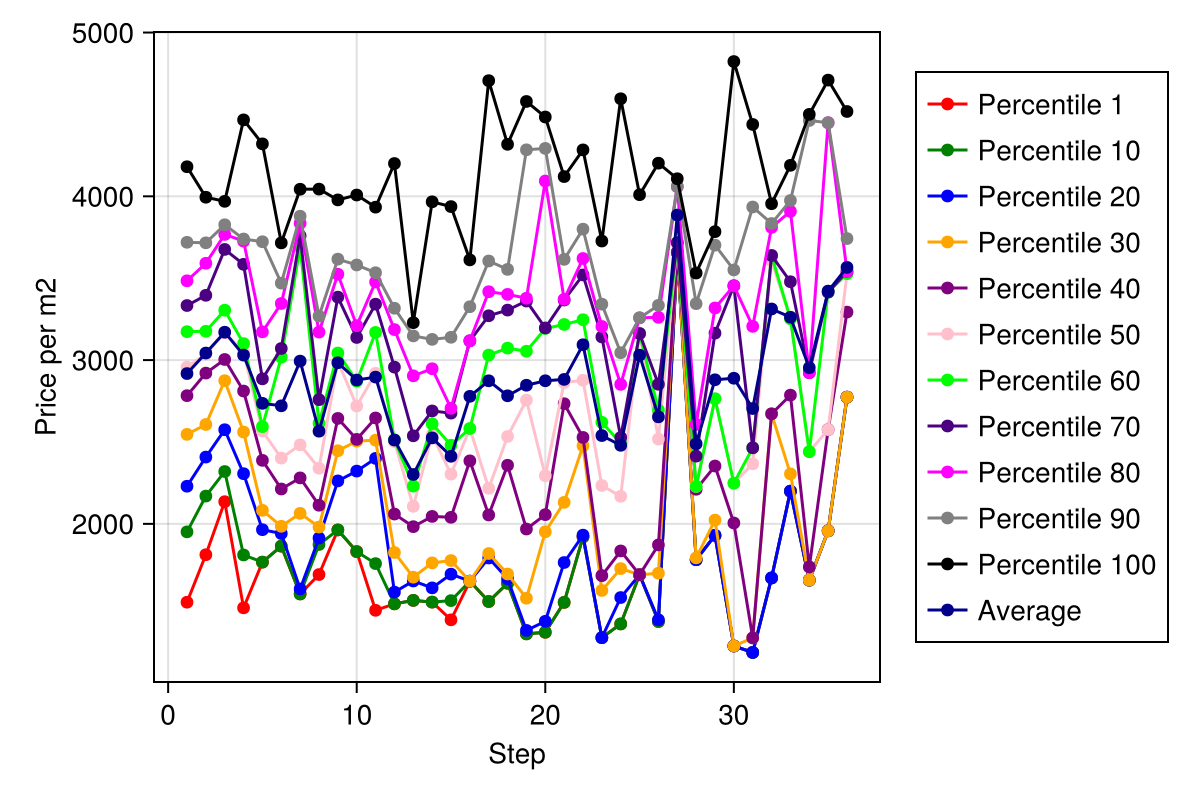 5000
4000
3000
2000
Price per m2
0
10
20
30
Step
Percentile 1
Percentile 10
Percentile 20
Percentile 30
Percentile 40
Percentile 50
Percentile 60
Percentile 70
Percentile 80
Percentile 90
Percentile 100
Average